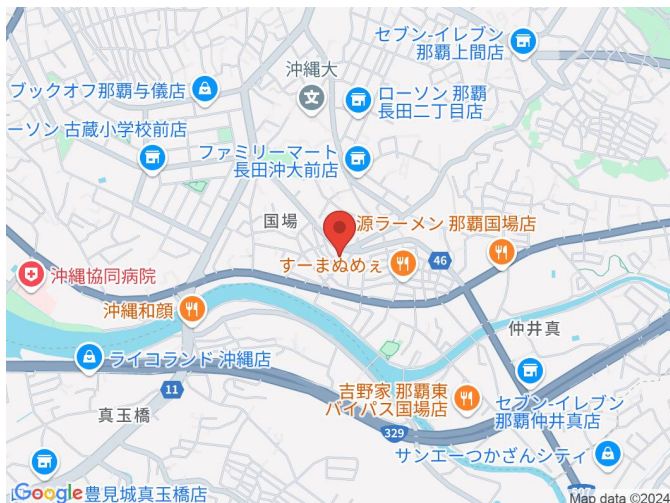 セブン-イレブン
那覇上間店
沖縄大
ブックオフ那覇与儀店
ローソン 那覇
長田二丁目店
ーソン 古蔵小学校前店
ファミリーマート
長田沖大前店
国場
源ラーメン 那覇国場店
すーまぬめぇ
46
沖縄協同病院
沖縄和顔
仲井真
ライコランド 沖縄店
11
吉野家 那覇東
バイパス国場店
セブン-イレブン
那覇仲井真店
真玉橋
329
サンエーつかざんシティ
Google
豊見城真玉橋店
Map data ©2024